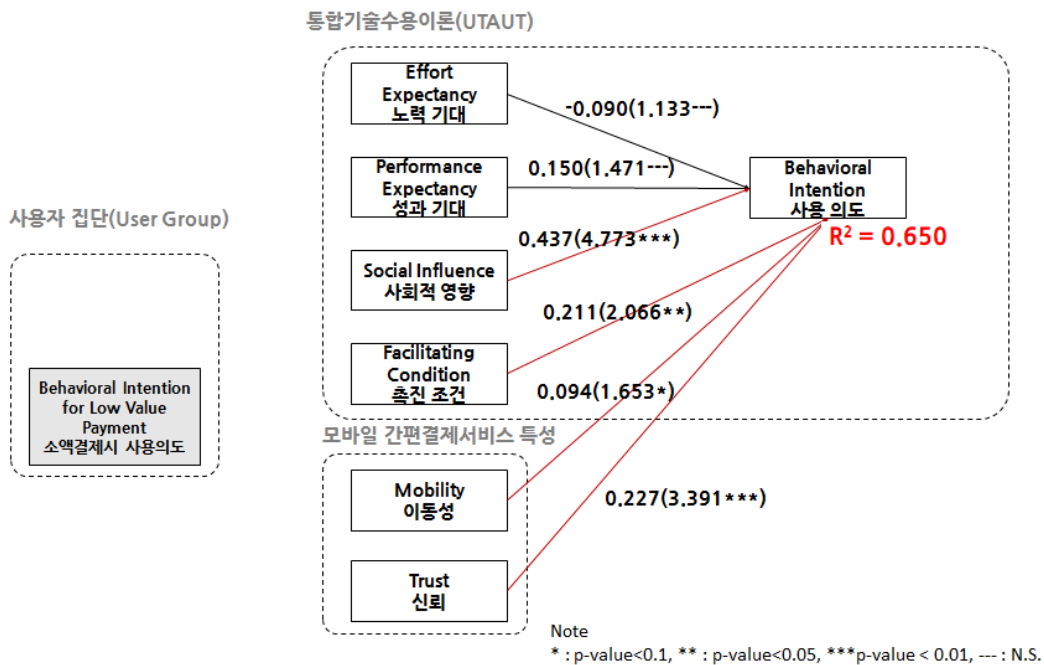 통합기술수용이론(UTAUT)
Effort
Expectancy
노력 기대
-0.090(1.133---)
Performance
Expectancy
성과 기대
0.150(1.471---)
Behavioral
Intention
사용 의도
R² = 0.650
사용자 집단(User Group)
Social Influence
사회적 영향
0.437(4.773***)
0.211(2.066**)
Facilitating
Condition
촉진 조건
0.094(1.653*)
Behavioral Intention
for Low Value
Payment
소액결제시 사용의도
모바일 간편결제서비스 특성
Mobility
이동성
0.227(3.391***)
Trust
신뢰
Note
* : p-value<0.1, ** : p-value<0.05, ***p-value < 0.01, --- : N.S.